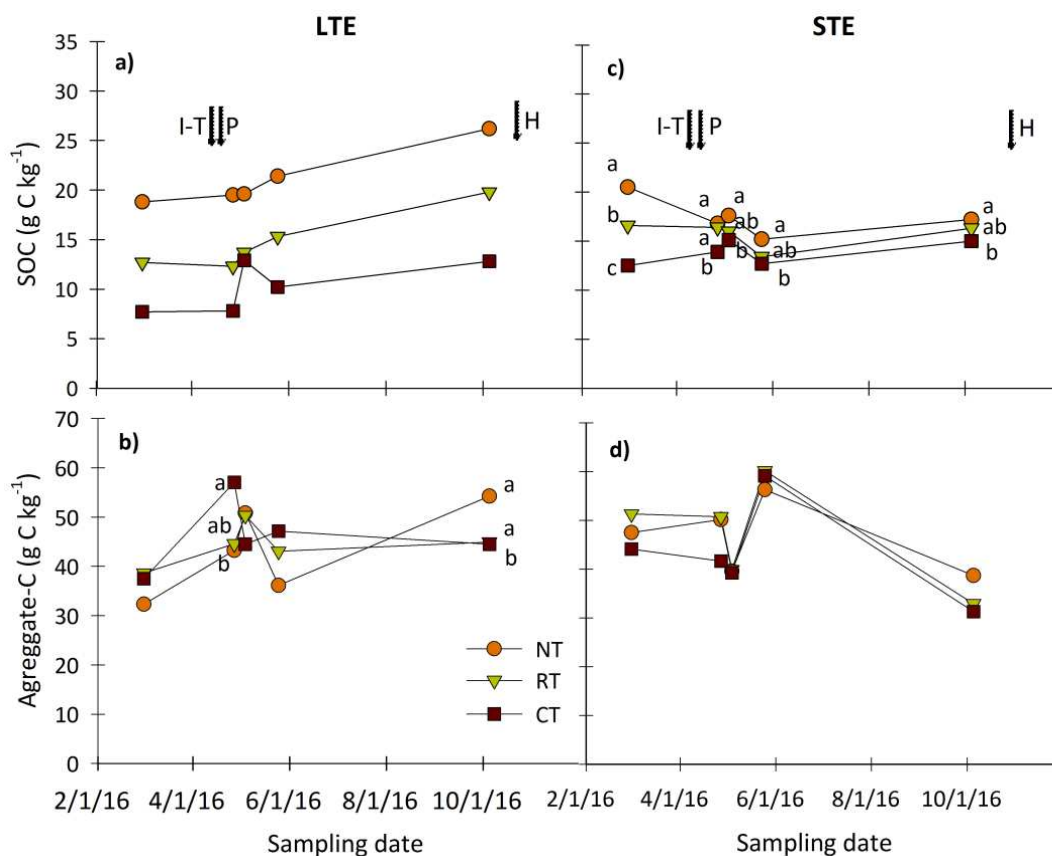 LTE STE
35
30
25
20
15
10
5
0
SOC (g C kg⁻¹)
a)
I-T P
H
c)
I-T P
H
a
b
c
a
a
b
a
ab
b
a
ab
b
a
ab
b
70
60
50
40
30
20
10
0
Agreggate-C (g C kg⁻¹)
b)
a
ab
b
a
a
b
NT
RT
CT
d)
2/1/16 4/1/16 6/1/16 8/1/16 10/1/16
2/1/16 4/1/16 6/1/16 8/1/16 10/1/16
Sampling date Sampling date